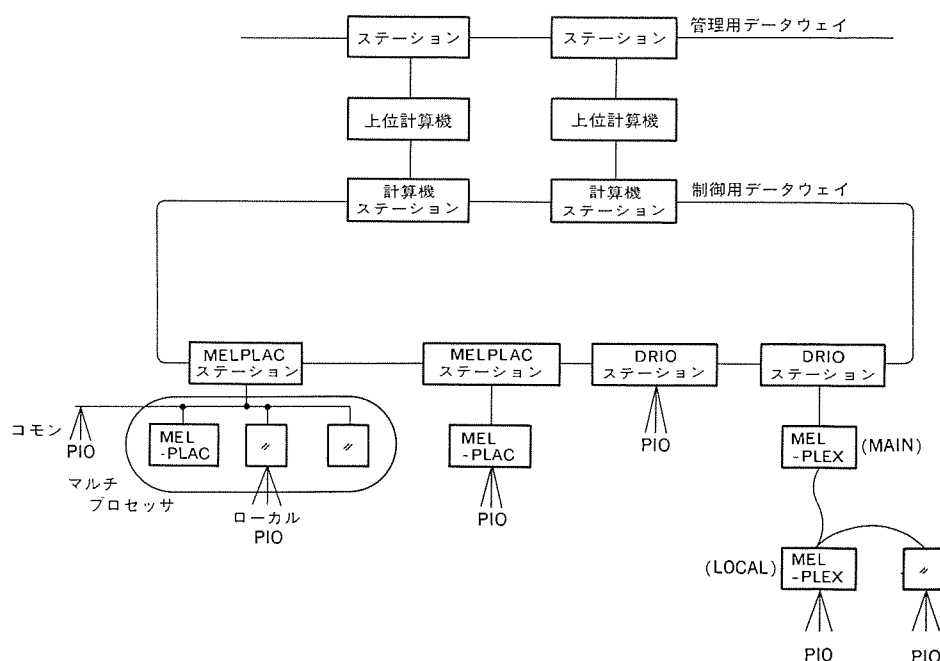 ステーション
ステーション
管理用データウェイ
上位計算機
上位計算機
計算機
ステーション
計算機
ステーション
制御用データウェイ
MELPLAC
ステーション
MELPLAC
ステーション
DRIO
ステーション
DRIO
ステーション
コモン
PIO
MEL
-PLAC
〃
〃
マルチ
プロセッサ
ローカル
PIO
MEL
-PLAC
PIO
PIO
MEL
-PLEX
(MAIN)
(LOCAL)
MEL
-PLEX
〃
PIO
PIO